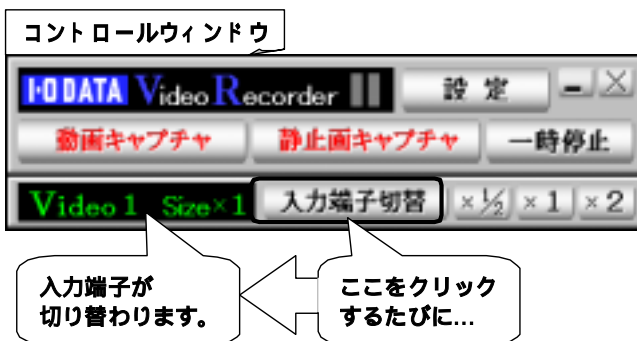 コントロールウィンドウ
I·O DATA Video Recorder 設定
動画キャプチャ 静止画キャプチャ 一時停止
Video 1 Size×1 入力端子切替 ×½ ×1 ×2
入力端子が
切り替わります。
ここをクリック
するたびに...